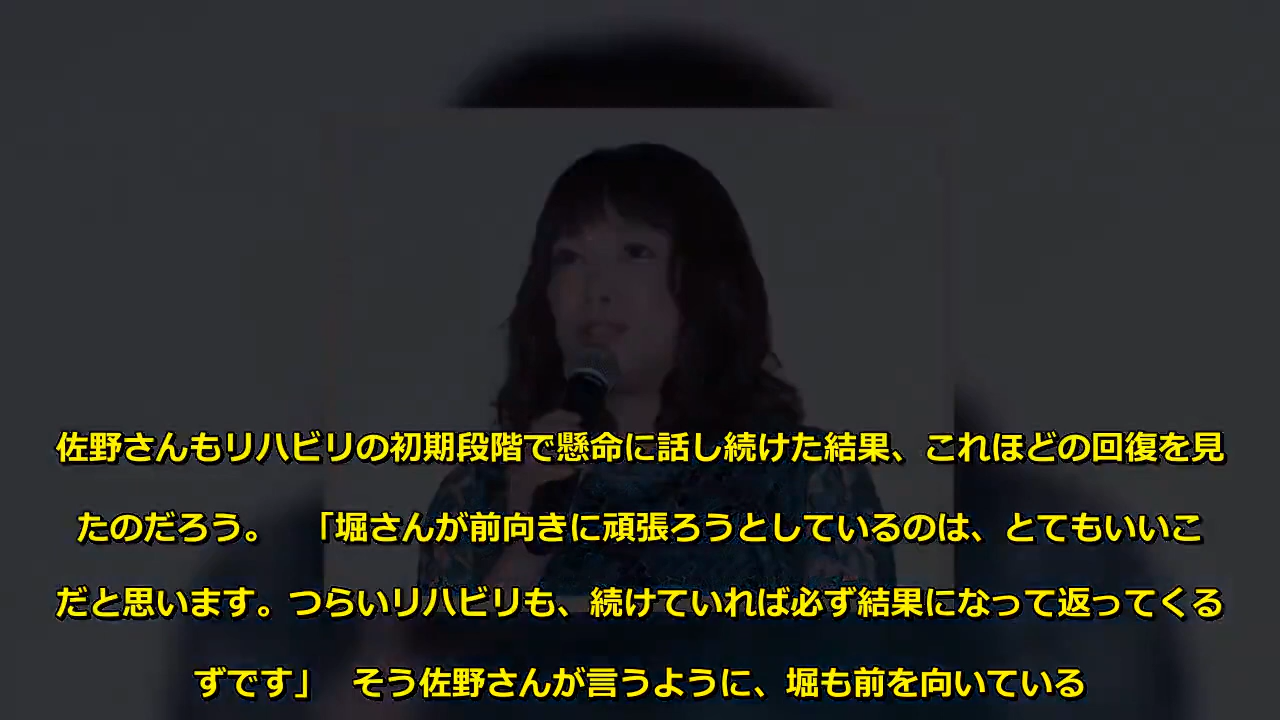 佐野さんもリハビリの初期段階で懸命に話し続けた結果、これほどの回復を見
たのだろう。　「堀さんが前向きに頑張ろうとしているのは、とてもいいこ
だと思います。つらいリハビリも、続けていれば必ず結果になって返ってくる
ずです」　そう佐野さんが言うように、堀も前を向いている